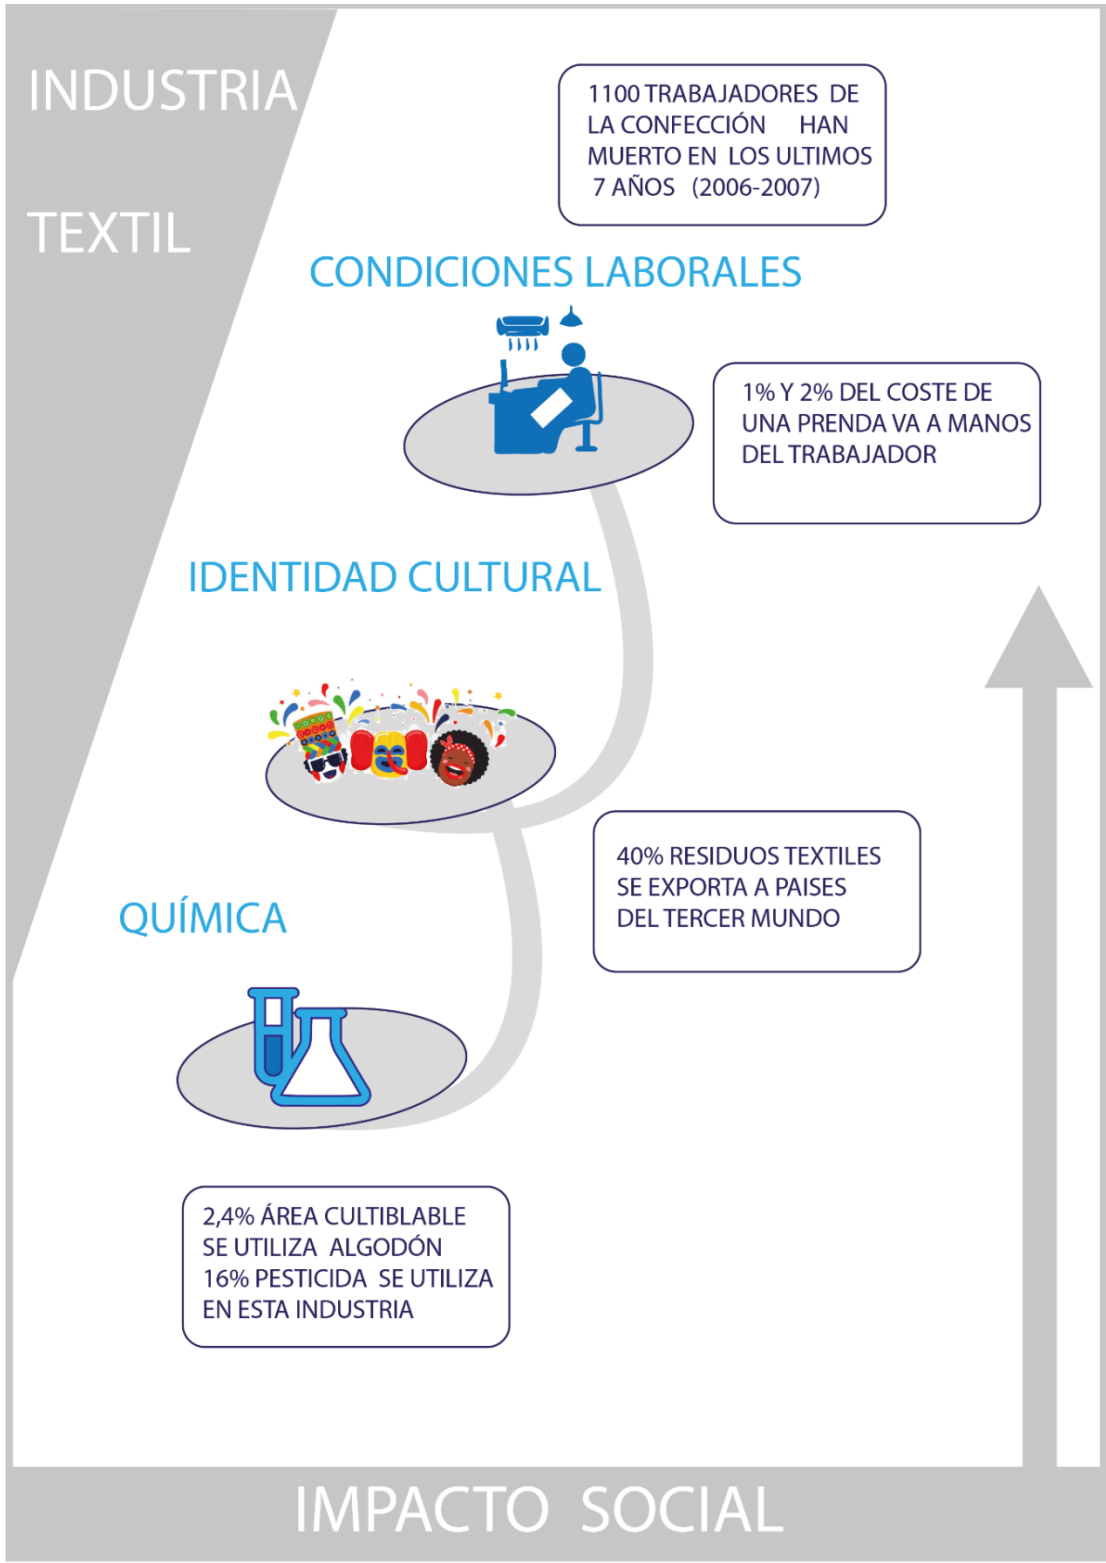 INDUSTRIA
TEXTIL
1100 TRABAJADORES DE
LA CONFECCIÓN HAN
MUERTO EN LOS ULTIMOS
7 AÑOS (2006-2007)
CONDICIONES LABORALES
1% Y 2% DEL COSTE DE
UNA PRENDA VA A MANOS
DEL TRABAJADOR
IDENTIDAD CULTURAL
40% RESIDUOS TEXTILES
SE EXPORTA A PAISES
DEL TERCER MUNDO
QUÍMICA
2,4% ÁREA CULTIBLABLE
SE UTILIZA ALGODÓN
16% PESTICIDA SE UTILIZA
EN ESTA INDUSTRIA
IMPACTO SOCIAL